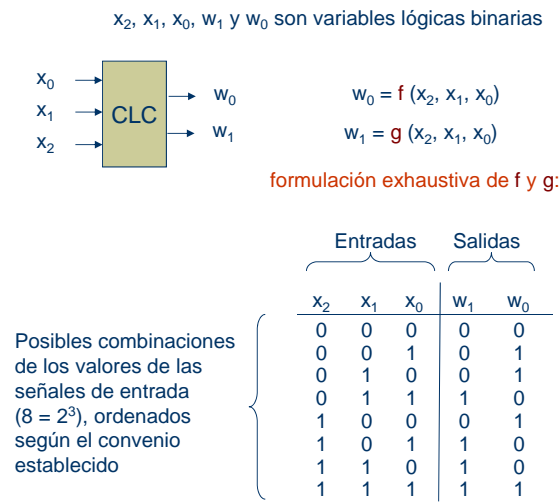 x₂, x₁, x₀, w₁ y w₀ son variables lógicas binarias
x₀
x₁
x₂
CLC
w₀
w₁
w₀ = f (x₂, x₁, x₀)
w₁ = g (x₂, x₁, x₀)
formulación exhaustiva de f y g:
Entradas Salidas
x₂ x₁ x₀ w₁ w₀
0 0 0 0 0
0 0 1 0 1
0 1 0 0 1
0 1 1 1 0
1 0 0 0 1
1 0 1 1 0
1 1 0 1 0
1 1 1 1 1
Posibles combinaciones
de los valores de las
señales de entrada
(8 = 2³), ordenados
según el convenio
establecido